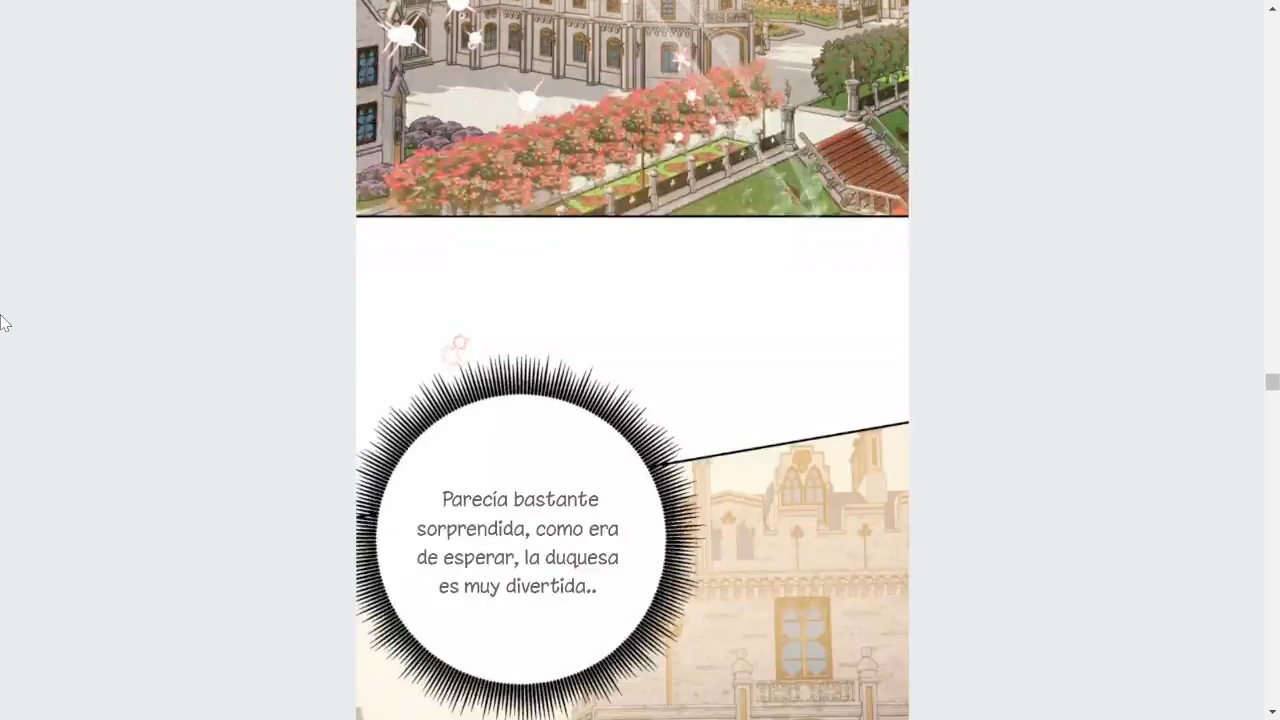 Parecía bastante
sorprendida, como era
de esperar, la duquesa
es muy divertida..